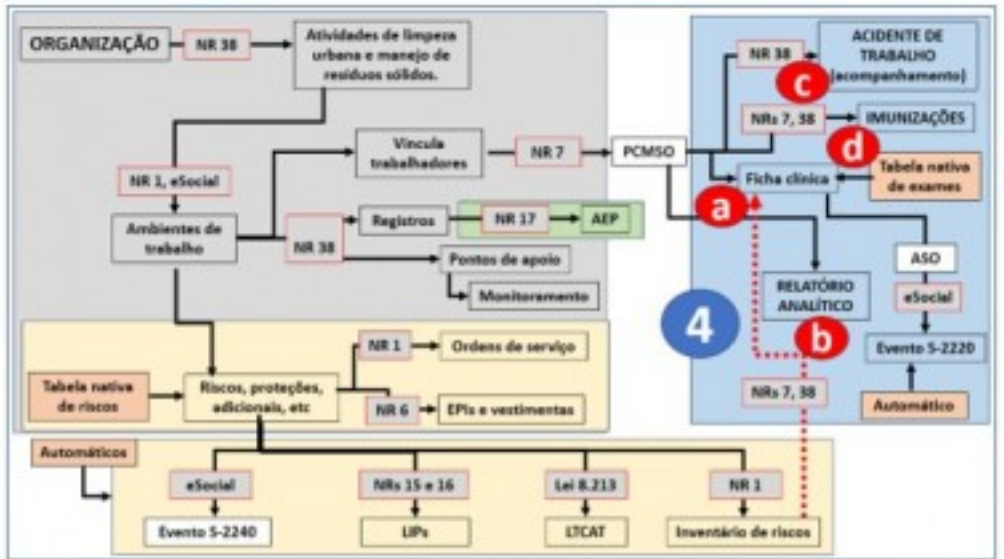 ORGANIZAÇÃO
NR 38
Atividades de limpeza
urbana e manejo de
resíduos sólidos.
NR 1, eSocial
Ambientes de
trabalho
Vincula
trabalhadores
NR 7
PCMSO
NR 38
Registros
NR 17
AEP
Pontos de apoio
Monitoramento
Tabela nativa
de riscos
Riscos, proteções,
adicionais, etc
NR 1
Ordens de serviço
NR 6
EPIs e vestimentas
Automáticos
eSocial
Evento S-2240
NRs 15 e 16
LIPs
Lei 8.213
LTCAT
NR 1
Inventário de riscos
4
NR 38
ACIDENTE DE
TRABALHO
(acompanhamento)
c
NRs 7, 38
IMUNIZAÇÕES
d
Ficha clínica
Tabela nativa
de exames
a
ASO
eSocial
RELATÓRIO
ANALÍTICO
b
Evento S-2220
NRs 7, 38
Automático